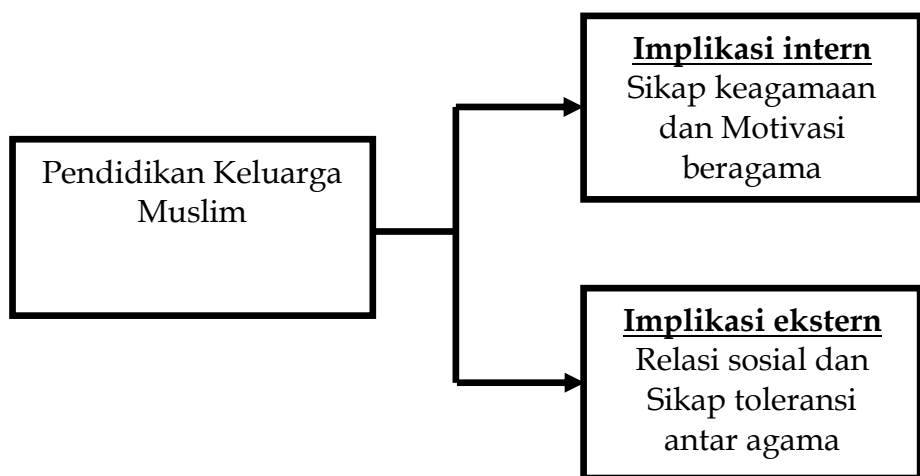 Pendidikan Keluarga
Muslim
Implikasi intern
Sikap keagamaan
dan Motivasi
beragama
Implikasi ekstern
Relasi sosial dan
Sikap toleransi
antar agama